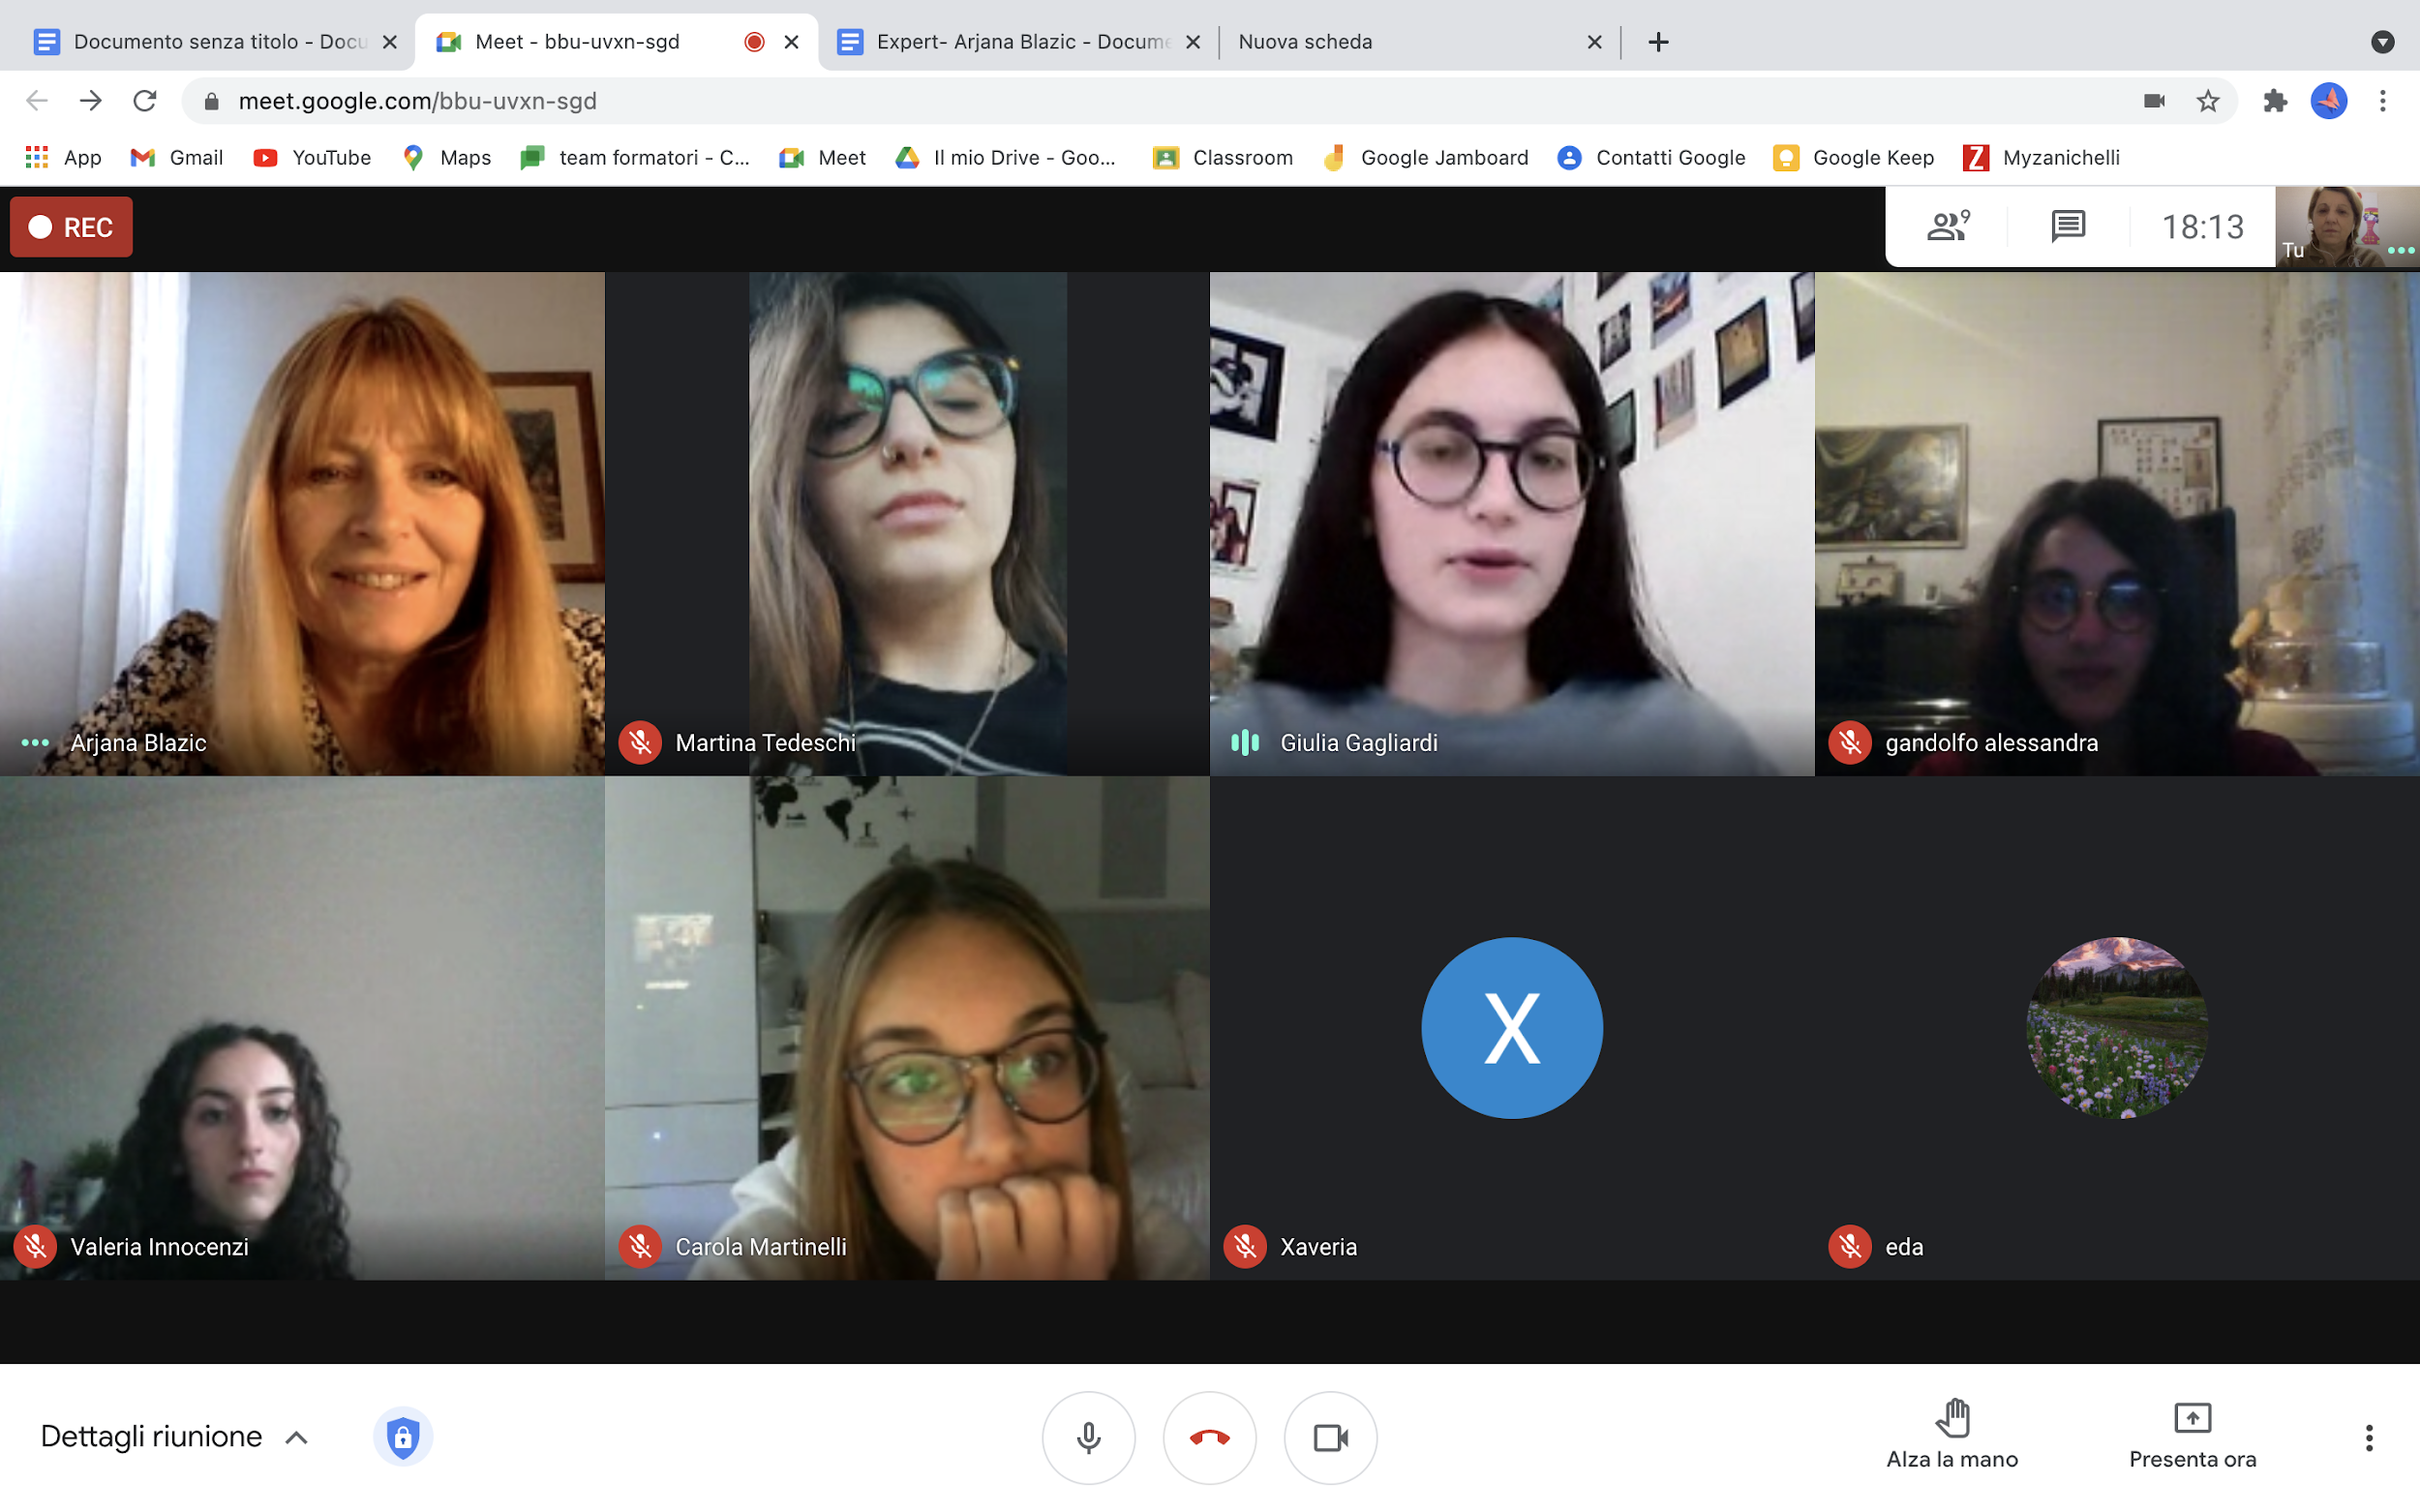 Documento senza titolo - Docu
Meet - bbu-uvxn-sgd
Expert- Arjana Blazic - Docume
Nuova scheda
meet.google.com/bbu-uvxn-sgd
App
Gmail
YouTube
Maps
team formatori - C...
Meet
Il mio Drive - Goo...
Classroom
Google Jamboard
Contatti Google
Google Keep
Myzanichelli
REC
9
18:13
Tu
Arjana Blazic
Martina Tedeschi
Giulia Gagliardi
gandolfo alessandra
X
Valeria Innocenzi
Carola Martinelli
Xaveria
eda
Dettagli riunione
Alza la mano
Presenta ora